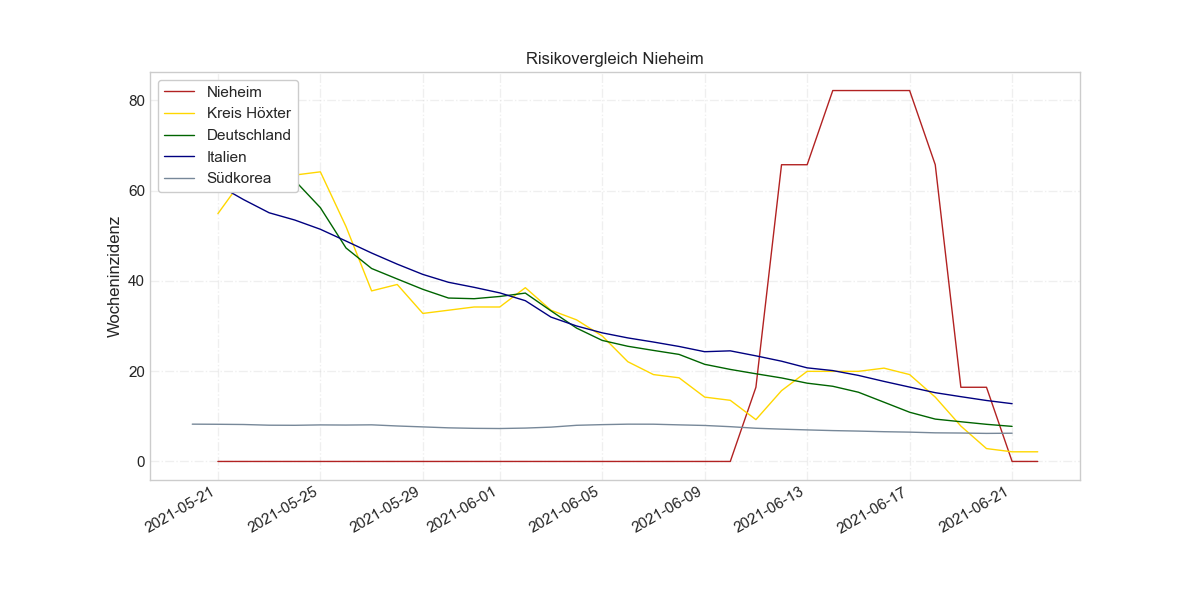 Risikovergleich Nieheim
Nieheim
Kreis Höxter
Deutschland
Italien
Südkorea
Wocheninzidenz
80
60
40
20
0
2021-05-21
2021-05-25
2021-05-29
2021-06-01
2021-06-05
2021-06-09
2021-06-13
2021-06-17
2021-06-21